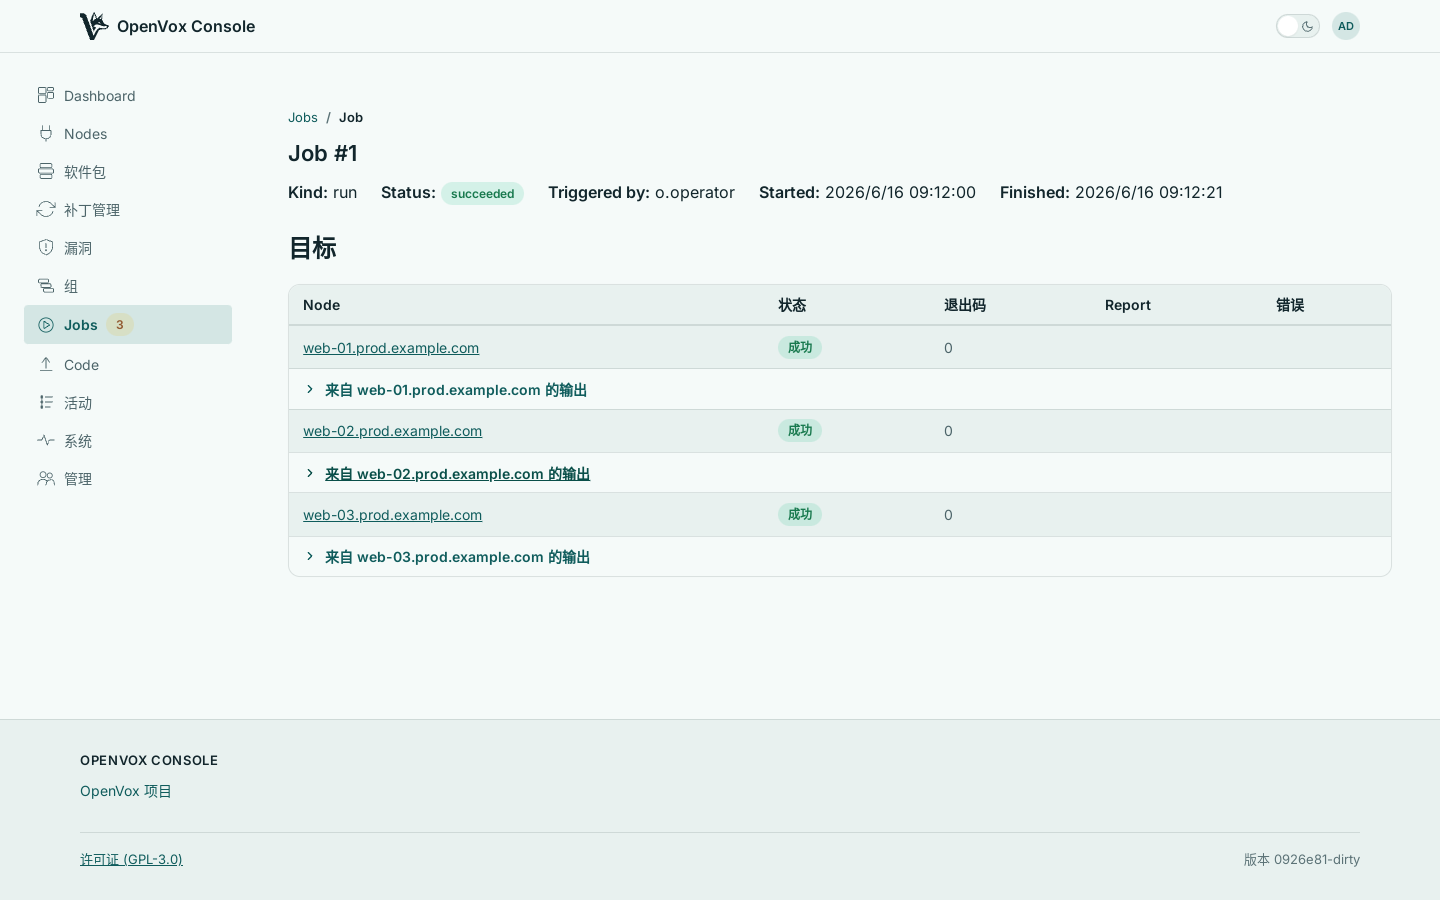 OpenVox Console
AD
Dashboard
Nodes
软件包
补丁管理
漏洞
组
Jobs 3
Code
活动
系统
管理
Jobs / Job
Job #1
Kind: run Status: succeeded Triggered by: o.operator Started: 2026/6/16 09:12:00 Finished: 2026/6/16 09:12:21
目标
Node 状态 退出码 Report 错误
web-01.prod.example.com 成功 0
来自 web-01.prod.example.com 的输出
web-02.prod.example.com 成功 0
来自 web-02.prod.example.com 的输出
web-03.prod.example.com 成功 0
来自 web-03.prod.example.com 的输出
OPENVOX CONSOLE
OpenVox 项目
许可证 (GPL-3.0)
版本 0926e81-dirty